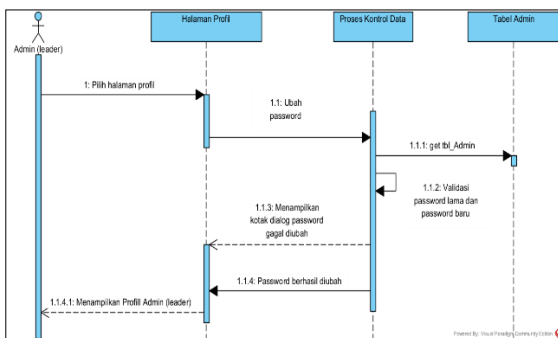 Halaman Profil
Proses Kontrol Data
Tabel Admin
Admin (leader)
1: Pilih halaman profil
1.1: Ubah
password
1.1.1: get tbl_Admin
1.1.2: Validasi
password lama dan
password baru
1.1.3: Menampilkan
kotak dialog password
gagal diubah
1.1.4: Password berhasil diubah
1.1.4.1: Menampilkan Profill Admin (leader)
Powered By: Visual Paradigm Community Edition